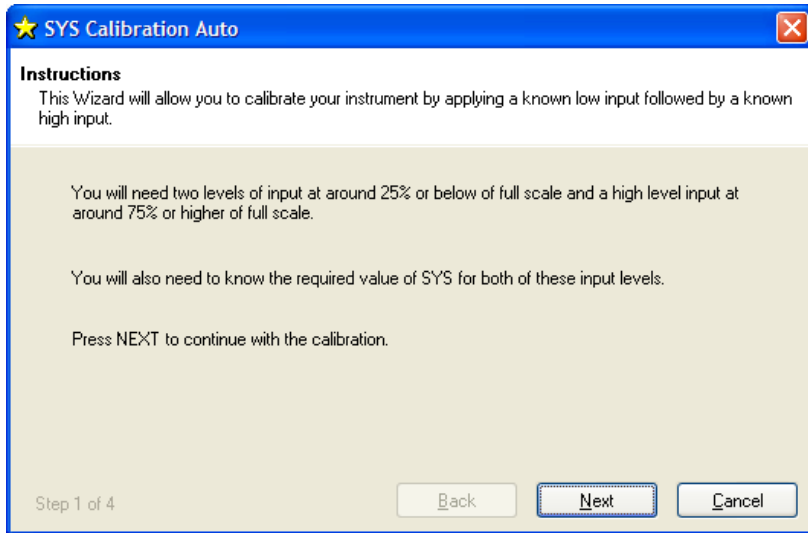 SYS Calibration Auto
Instructions
This Wizard will allow you to calibrate your instrument by applying a known low input followed by a known
high input.
You will need two levels of input at around 25% or below of full scale and a high level input at
around 75% or higher of full scale.
You will also need to know the required value of SYS for both of these input levels.
Press NEXT to continue with the calibration.
Step 1 of 4
Back
Next
Cancel